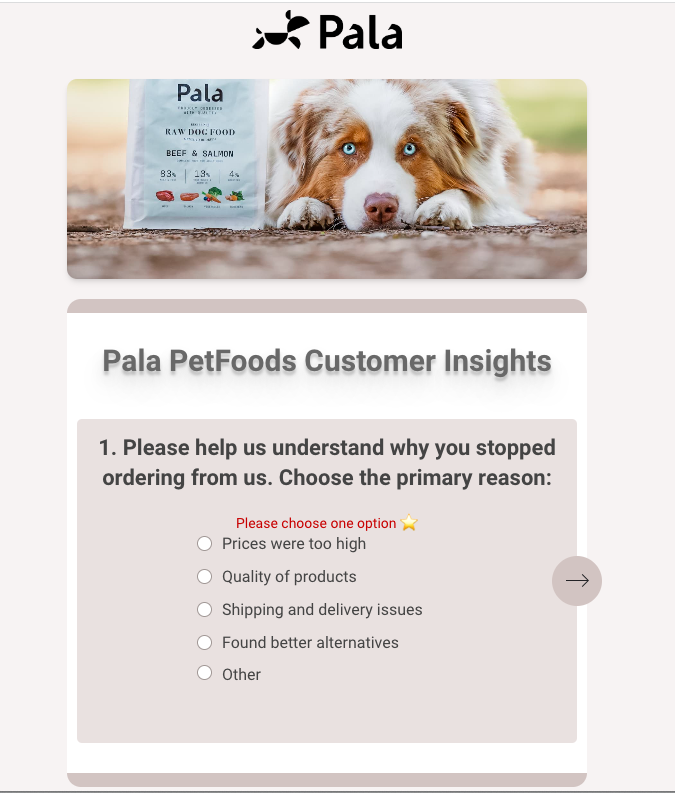 Pala
Pala
RAW DOG FOOD
BEEF & SALMON
83% 13% 4%
Pala PetFoods Customer Insights
1. Please help us understand why you stopped
ordering from us. Choose the primary reason:
Please choose one option
Prices were too high
Quality of products
Shipping and delivery issues
Found better alternatives
Other